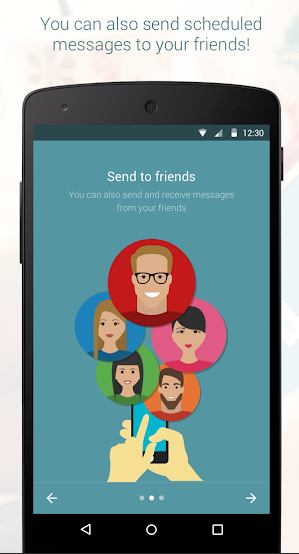 You can also send scheduled
messages to your friends!
12:30
Send to friends
You can also send and receive messages
from your friends